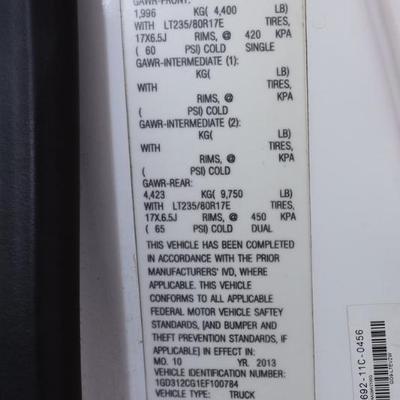 GAWR-FRONT:
1,996 KG( 4,400 LB)
WITH LT235/80R17E TIRES,
17X6.5J RIMS, @ 420 KPA
( 60 PSI) COLD SINGLE
GAWR-INTERMEDIATE (1):
KG( LB)
WITH TIRES,
RIMS, @ KPA
( PSI) COLD
GAWR-INTERMEDIATE (2):
KG( LB)
WITH TIRES,
RIMS, @ KPA
( PSI) COLD
GAWR-REAR:
4,423 KG( 9,750 LB)
WITH LT235/80R17E TIRES,
17X6.5J RIMS, @ 450 KPA
( 65 PSI) COLD DUAL
THIS VEHICLE HAS BEEN COMPLETED
IN ACCORDANCE WITH THE PRIOR
MANUFACTURERS' IVD, WHERE
APPLICABLE. THIS VEHICLE
CONFORMS TO ALL APPLICABLE
FEDERAL MOTOR VEHICLE SAFTEY
STANDARDS, [AND BUMPER AND
THEFT PREVENTION STANDARDS, IF
APPLICABLE] IN EFFECT IN:
MO. 10 YR. 2013
VEHICLE IDENTIFICATION NUMBER:
1GD312CG1EF100784
VEHICLE TYPE: TRUCK
692-11C-0456